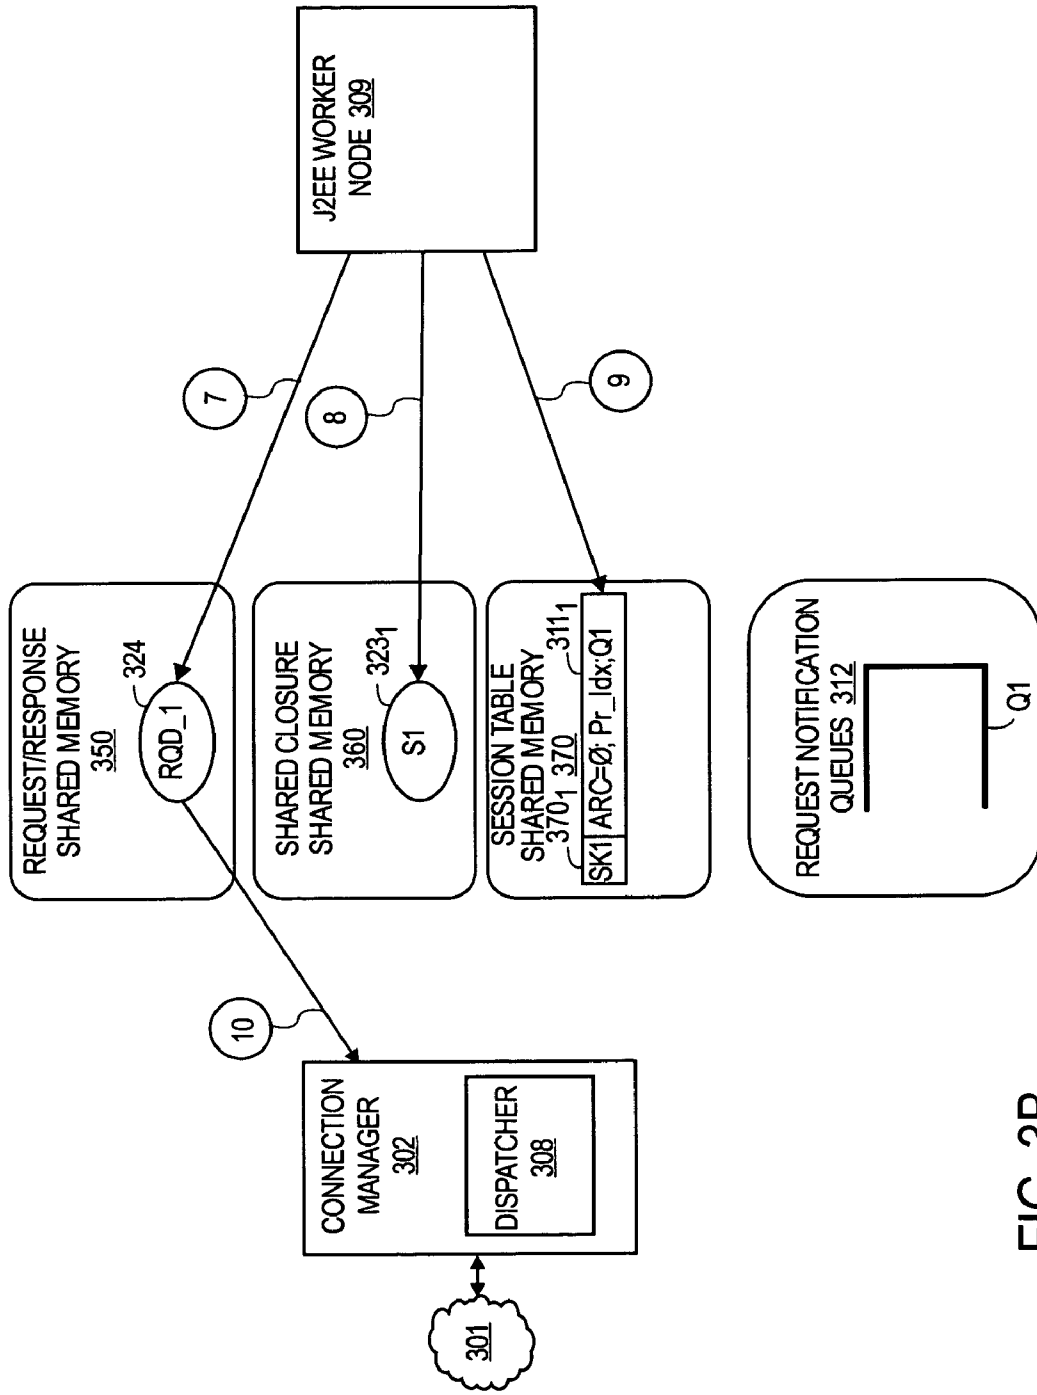 301
CONNECTION
MANAGER
302
DISPATCHER
308
10
REQUEST/RESPONSE
SHARED MEMORY
350
324
RQD_1
SHARED CLOSURE
SHARED MEMORY
360
323₁
S1
SESSION TABLE
SHARED MEMORY
370₁ 370 311₁
SK1 ARC=Ø; Pr_Idx;Q1
REQUEST NOTIFICATION
QUEUES 312
Q1
7
8
9
J2EE WORKER
NODE 309